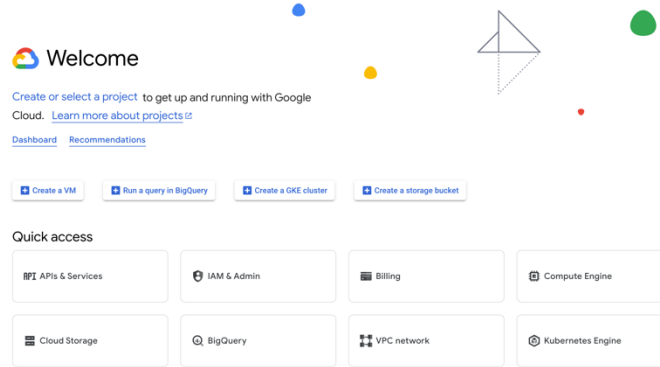 Welcome
Create or select a project to get up and running with Google
Cloud. Learn more about projects
Dashboard Recommendations
Create a VM Run a query in BigQuery Create a GKE cluster Create a storage bucket
Quick access
API APIs & Services IAM & Admin Billing Compute Engine
Cloud Storage BigQuery VPC network Kubernetes Engine